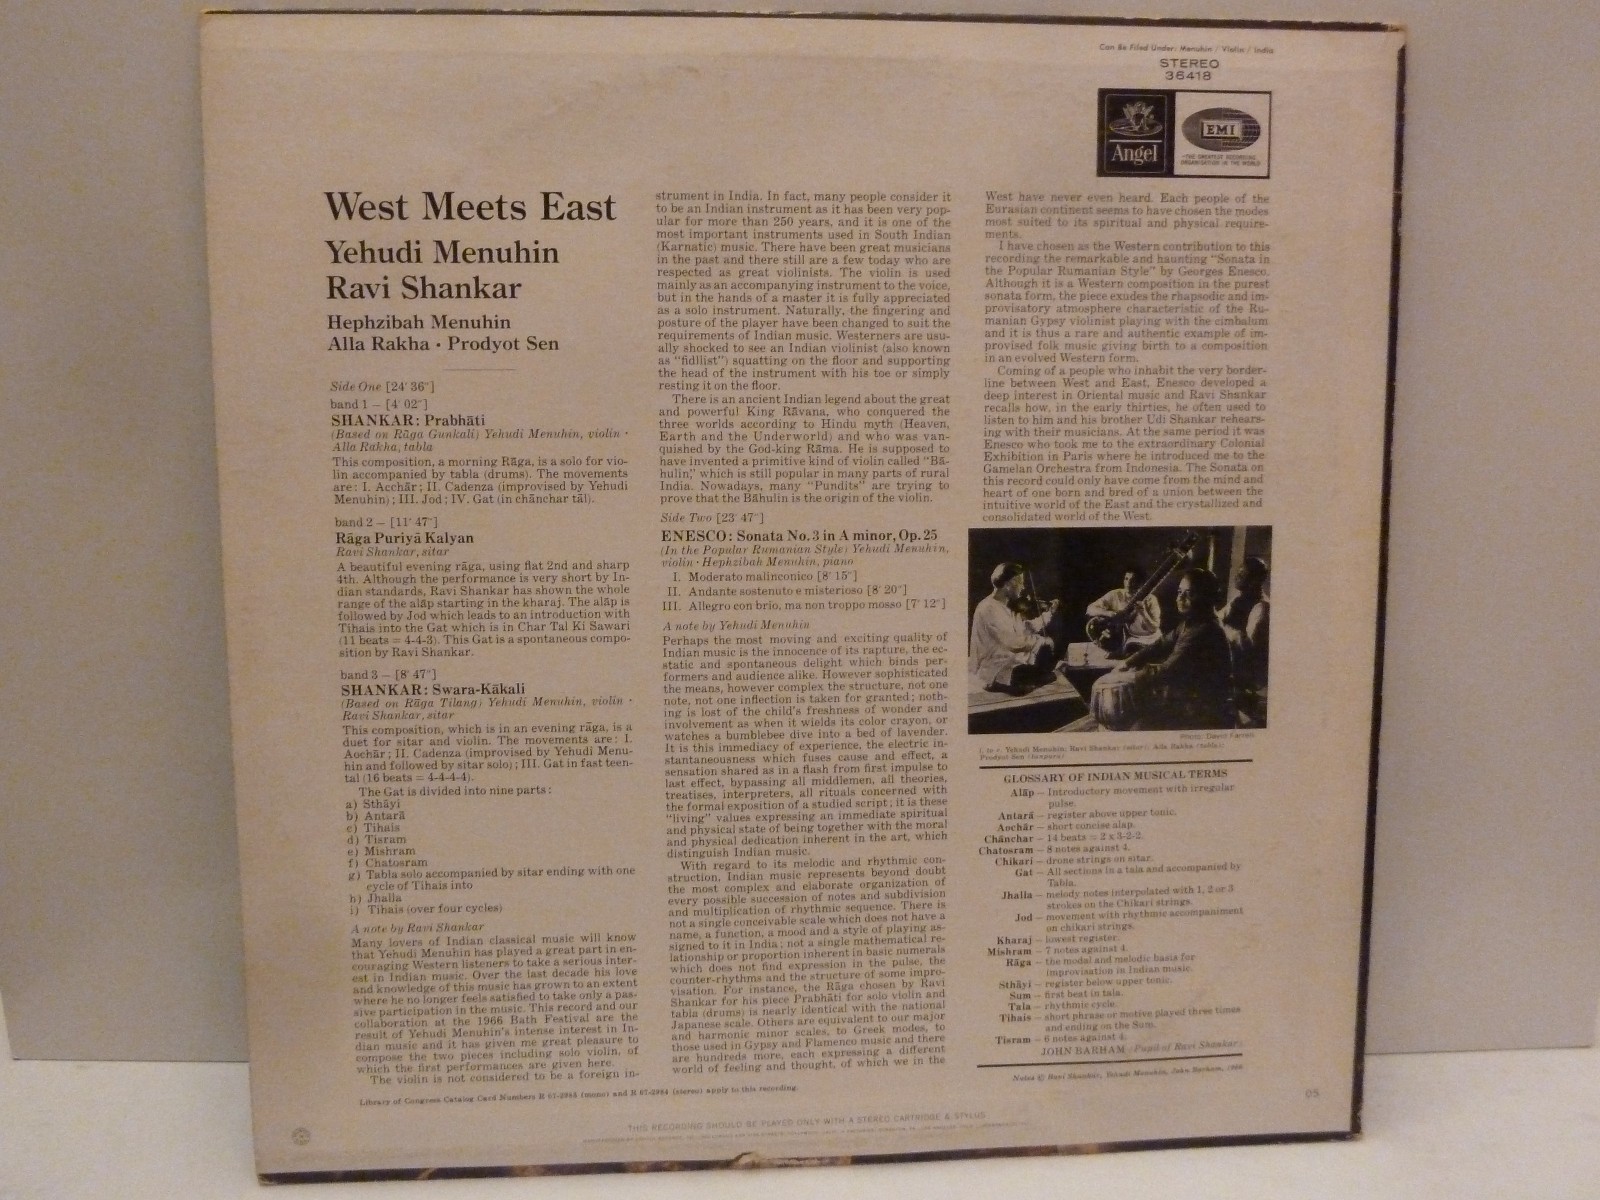 Can Be Filed Under: Menuhin / Violin / India
STEREO
36418
Angel
EMI
THE GREATEST RECORDING
ORGANISATION IN THE WORLD
West Meets East
Yehudi Menuhin
Ravi Shankar
Hephzibah Menuhin
Alla Rakha · Prodyot Sen
Side One [24' 36"]
band 1 – [4' 02"]
SHANKAR: Prabhāti
(Based on Rāga Gunkali) Yehudi Menuhin, violin ·
Alla Rakha, tabla
This composition, a morning Rāga, is a solo for vio-
lin accompanied by tabla (drums). The movements
are: I. Acchār; II. Cadenza (improvised by Yehudi
Menuhin); III. Jod; IV. Gat (in chānchar tāl).
band 2 – [11' 47"]
Rāga Puriyā Kalyan
Ravi Shankar, sitar
A beautiful evening rāga, using flat 2nd and sharp
4th. Although the performance is very short by In-
dian standards, Ravi Shankar has shown the whole
range of the alāp starting in the kharaj. The alāp is
followed by Jod which leads to an introduction with
Tihais into the Gat which is in Char Tal Ki Sawari
(11 beats = 4-4-3). This Gat is a spontaneous compo-
sition by Ravi Shankar.
band 3 – [8' 47"]
SHANKAR: Swara-Kākali
(Based on Rāga Tilang) Yehudi Menuhin, violin ·
Ravi Shankar, sitar
This composition, which is in an evening rāga, is a
duet for sitar and violin. The movements are: I.
Aochār; II. Cadenza (improvised by Yehudi Menu-
hin and followed by sitar solo); III. Gat in fast teen-
tal (16 beats = 4-4-4-4).
The Gat is divided into nine parts:
a) Sthāyi
b) Antarā
c) Tihais
d) Tisram
e) Mishram
f) Chatosram
g) Tabla solo accompanied by sitar ending with one
cycle of Tihais into
h) Jhalla
i) Tihais (over four cycles)
A note by Ravi Shankar
Many lovers of Indian classical music will know
that Yehudi Menuhin has played a great part in en-
couraging Western listeners to take a serious inter-
est in Indian music. Over the last decade his love
and knowledge of this music has grown to an extent
where he no longer feels satisfied to take only a pas-
sive participation in the music. This record and our
collaboration at the 1966 Bath Festival are the
result of Yehudi Menuhin's intense interest in In-
dian music and it has given me great pleasure to
compose the two pieces including solo violin, of
which the first performances are given here.
The violin is not considered to be a foreign in-
strument in India. In fact, many people consider it
to be an Indian instrument as it has been very pop-
ular for more than 250 years, and it is one of the
most important instruments used in South Indian
(Karnatic) music. There have been great musicians
in the past and there still are a few today who are
respected as great violinists. The violin is used
mainly as an accompanying instrument to the voice,
but in the hands of a master it is fully appreciated
as a solo instrument. Naturally, the fingering and
posture of the player have been changed to suit the
requirements of Indian music. Westerners are usu-
ally shocked to see an Indian violinist (also known
as "fidllist") squatting on the floor and supporting
the head of the instrument with his toe or simply
resting it on the floor.
There is an ancient Indian legend about the great
and powerful King Rāvana, who conquered the
three worlds according to Hindu myth (Heaven,
Earth and the Underworld) and who was van-
quished by the God-king Rāma. He is supposed to
have invented a primitive kind of violin called "Bā-
hulin," which is still popular in many parts of rural
India. Nowadays, many "Pundits" are trying to
prove that the Bāhulin is the origin of the violin.
Side Two [23' 47"]
ENESCO: Sonata No. 3 in A minor, Op. 25
(In the Popular Rumanian Style) Yehudi Menuhin,
violin · Hephzibah Menuhin, piano
I. Moderato malinconico [8' 15"]
II. Andante sostenuto e misterioso [8' 20"]
III. Allegro con brio, ma non troppo mosso [7' 12"]
A note by Yehudi Menuhin
Perhaps the most moving and exciting quality of
Indian music is the innocence of its rapture, the ec-
static and spontaneous delight which binds per-
formers and audience alike. However sophisticated
the means, however complex the structure, not one
note, not one inflection is taken for granted; noth-
ing is lost of the child's freshness of wonder and
involvement as when it wields its color crayon, or
watches a bumblebee dive into a bed of lavender.
It is this immediacy of experience, the electric in-
stantaneousness which fuses cause and effect, a
sensation shared as in a flash from first impulse to
last effect, bypassing all middlemen, all theories,
treatises, interpreters, all rituals concerned with
the formal exposition of a studied script; it is these
"living" values expressing an immediate spiritual
and physical state of being together with the moral
and physical dedication inherent in the art, which
distinguish Indian music.
With regard to its melodic and rhythmic con-
struction, Indian music represents beyond doubt
the most complex and elaborate organization of
every possible succession of notes and subdivision
and multiplication of rhythmic sequence. There is
not a single conceivable scale which does not have a
name, a function, a mood and a style of playing as-
signed to it in India; not a single mathematical re-
lationship or proportion inherent in basic numerals
which does not find expression in the pulse, the
counter-rhythms and the structure of some impro-
visation. For instance, the Rāga chosen by Ravi
Shankar for his piece Prabhāti for solo violin and
tabla (drums) is nearly identical with the national
Japanese scale. Others are equivalent to our major
and harmonic minor scales, to Greek modes, to
those used in Gypsy and Flamenco music and there
are hundreds more, each expressing a different
world of feeling and thought, of which we in the
West have never even heard. Each people of the
Eurasian continent seems to have chosen the modes
most suited to its spiritual and physical require-
ments.
I have chosen as the Western contribution to this
recording the remarkable and haunting "Sonata in
the Popular Rumanian Style" by Georges Enesco.
Although it is a Western composition in the purest
sonata form, the piece exudes the rhapsodic and im-
provisatory atmosphere characteristic of the Ru-
manian Gypsy violinist playing with the cimbalum
and it is thus a rare and authentic example of im-
provised folk music giving birth to a composition
in an evolved Western form.
Coming of a people who inhabit the very border-
line between West and East, Enesco developed a
deep interest in Oriental music and Ravi Shankar
recalls how, in the early thirties, he often used to
listen to him and his brother Udi Shankar rehears-
ing with their musicians. At the same period it was
Enesco who took me to the extraordinary Colonial
Exhibition in Paris where he introduced me to the
Gamelan Orchestra from Indonesia. The Sonata on
this record could only have come from the mind and
heart of one born and bred of a union between the
intuitive world of the East and the crystallized and
consolidated world of the West.
Photo: David Farrell
l. to r. Yehudi Menuhin; Ravi Shankar (sitar); Alla Rakha (tabla);
Prodyot Sen (tanpura)
GLOSSARY OF INDIAN MUSICAL TERMS
Alāp – Introductory movement with irregular
pulse.
Antarā – register above upper tonic.
Aochār – short concise alap.
Chānchar – 14 beats = 2 x 3-2-2.
Chatosram – 8 notes against 4.
Chikari – drone strings on sitar.
Gat – All sections in a tala and accompanied by
Tabla.
Jhalla – melody notes interpolated with 1, 2 or 3
strokes on the Chikari strings.
Jod – movement with rhythmic accompaniment
on chikari strings.
Kharaj – lowest register.
Mishram – 7 notes against 4.
Rāga – the modal and melodic basis for
improvisation in Indian music.
Sthāyi – register below upper tonic.
Sum – first beat in tala.
Tala – rhythmic cycle.
Tihais – short phrase or motive played three times
and ending on the Sum.
Tisram – 6 notes against 4.
JOHN BARHAM (Pupil of Ravi Shankar)
Notes © Ravi Shankar, Yehudi Menuhin, John Barham, 1966
Library of Congress Catalog Card Numbers R 67-2983 (mono) and R 67-2984 (stereo) apply to this recording.
05
THIS RECORDING SHOULD BE PLAYED ONLY WITH A STEREO CARTRIDGE & STYLUS